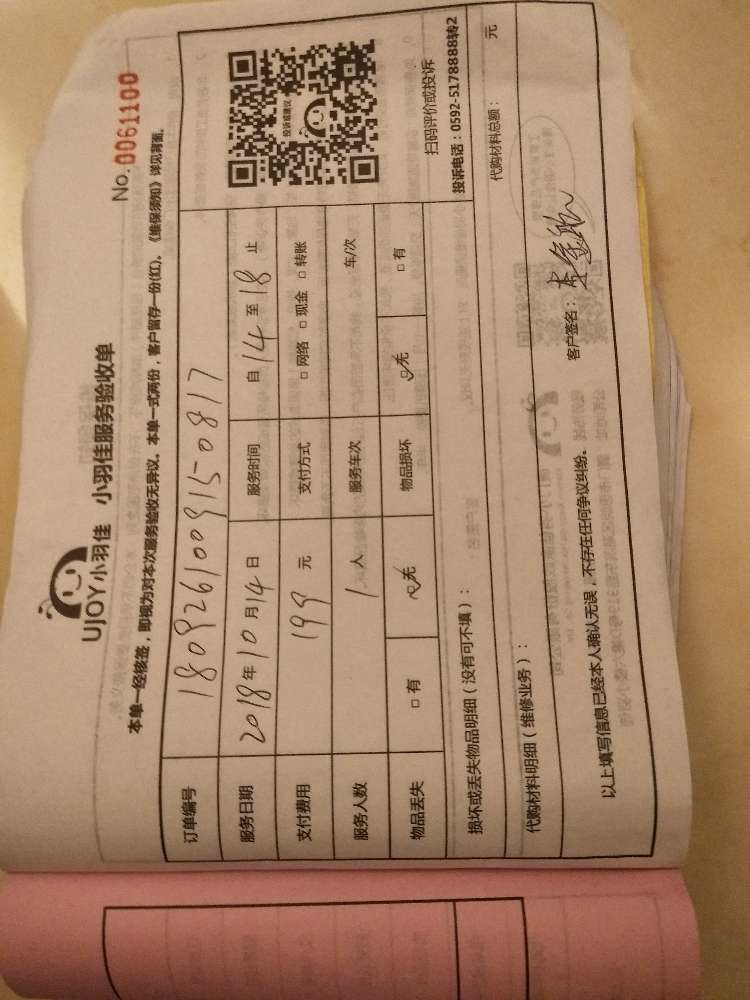 No. 0061100
UJOY小羽佳 小羽佳服务验收单
本单一经核签，即视为对本次服务验收无异议。本单一式两份，客户留存一份(红)。《维保须知》详见背面。
订单编号 180926100915 0817
服务日期 2018年10月14日 服务时间 自 14 至 18 止
支付费用 199 元 支付方式 □ 网络 □ 现金 □ 转账
服务人数 1 人 服务车次 车/次
物品丢失 □ 有 无 物品损坏 无 □ 有
投诉或建议
扫码评价或投诉
投诉电话：0592-5178888转2
损坏或丢失物品明细（没有可不填）：
代购材料明细（维修业务）： 代购材料总额： 元
以上填写信息已经本人确认无误，不存在任何争议纠纷。 客户签名：